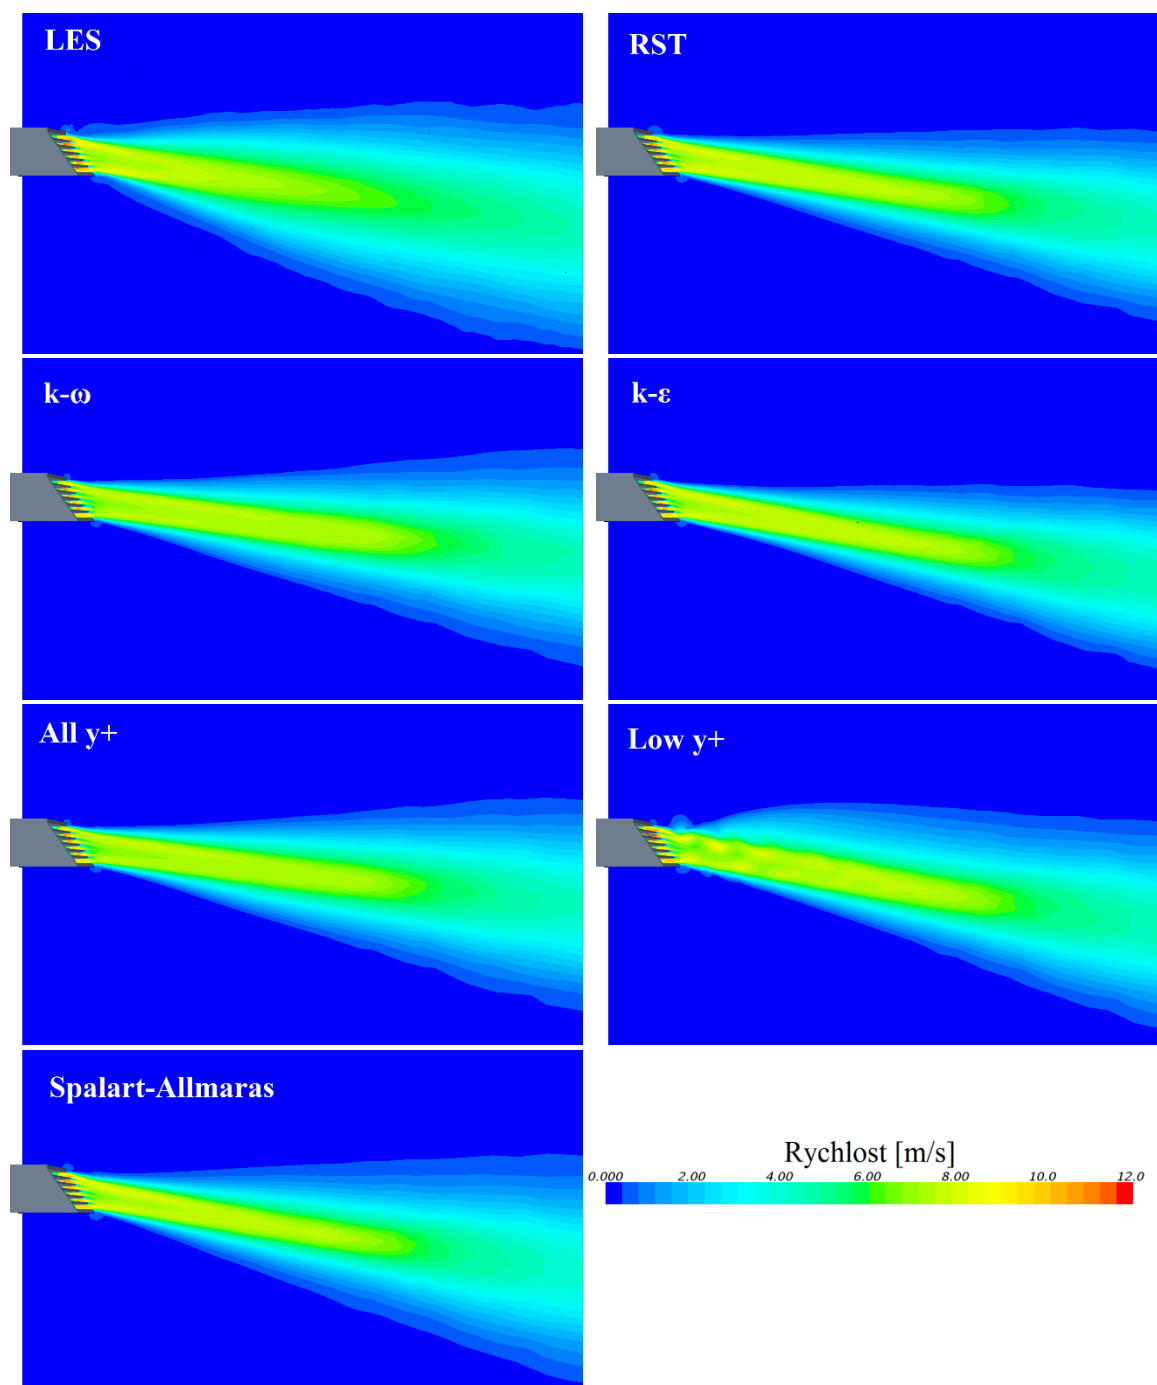 LES
RST
k-ω
k-ε
All y+
Low y+
Spalart-Allmaras
Rychlost [m/s]
0.000 2.00 4.00 6.00 8.00 10.0 12.0